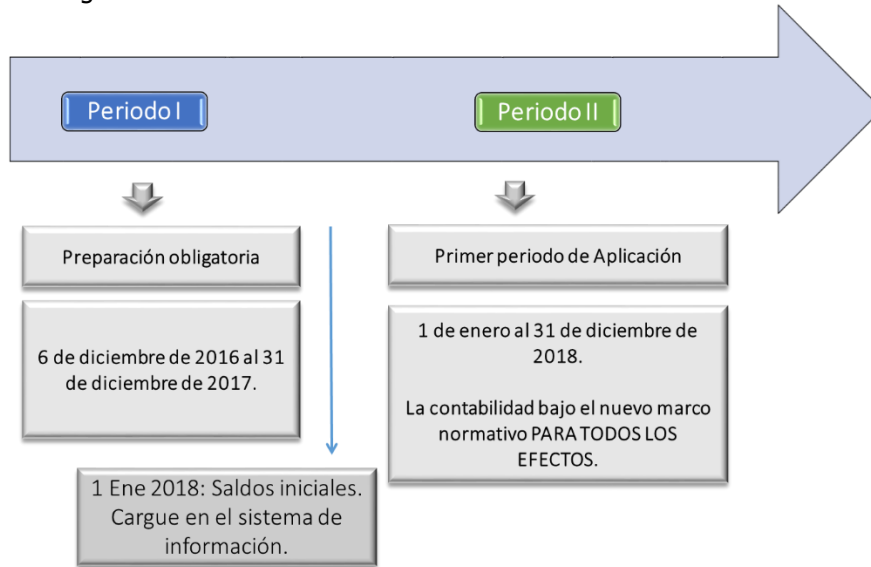 Periodo I
Periodo II
Preparación obligatoria
6 de diciembre de 2016 al 31
de diciembre de 2017.
1 Ene 2018: Saldos iniciales.
Cargue en el sistema de
información.
Primer periodo de Aplicación
1 de enero al 31 de diciembre de
2018.
La contabilidad bajo el nuevo marco
normativo PARA TODOS LOS
EFECTOS.